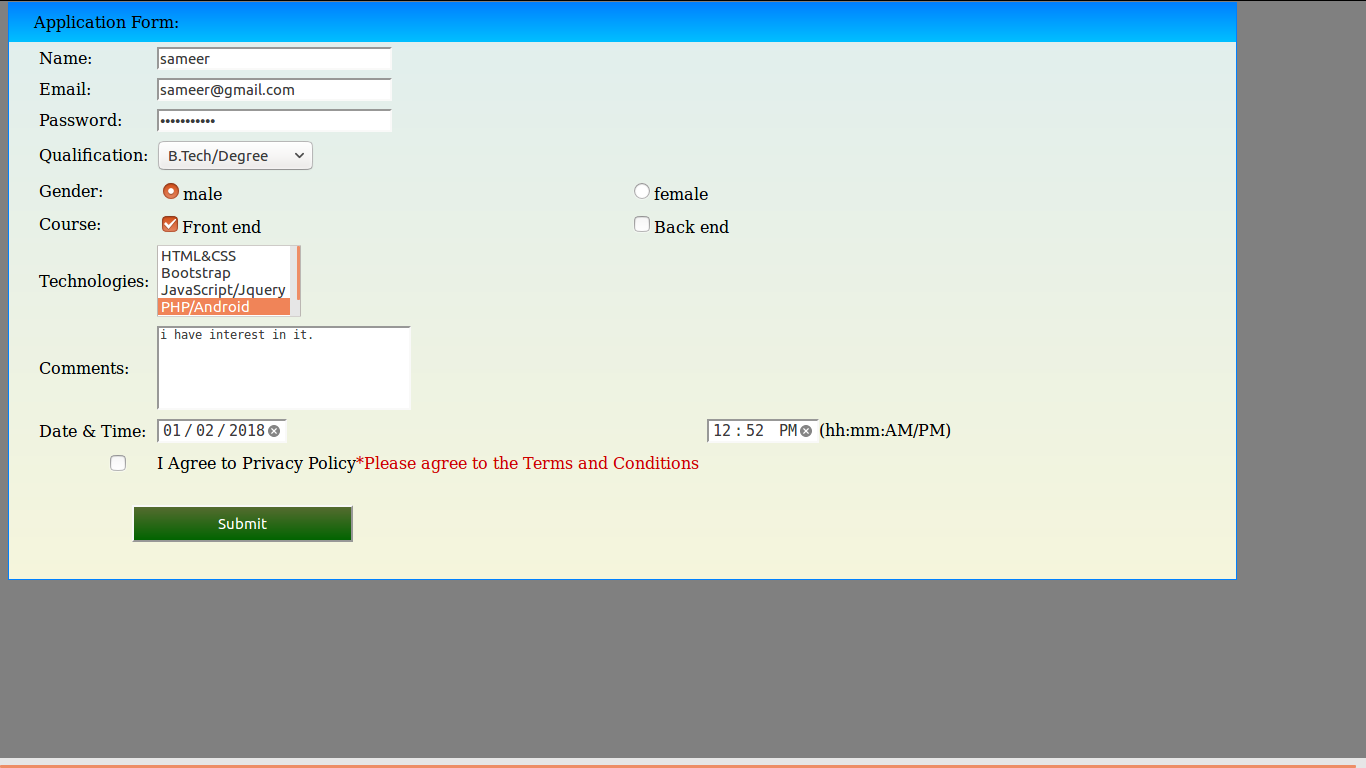 Application Form:
Name: sameer
Email: sameer@gmail.com
Password: •••••••••••
Qualification: B.Tech/Degree
Gender: male female
Course: Front end Back end
Technologies:
HTML&CSS
Bootstrap
JavaScript/Jquery
PHP/Android
Comments: i have interest in it.
Date & Time: 01/02/2018 12:52 PM (hh:mm:AM/PM)
I Agree to Privacy Policy*Please agree to the Terms and Conditions
Submit